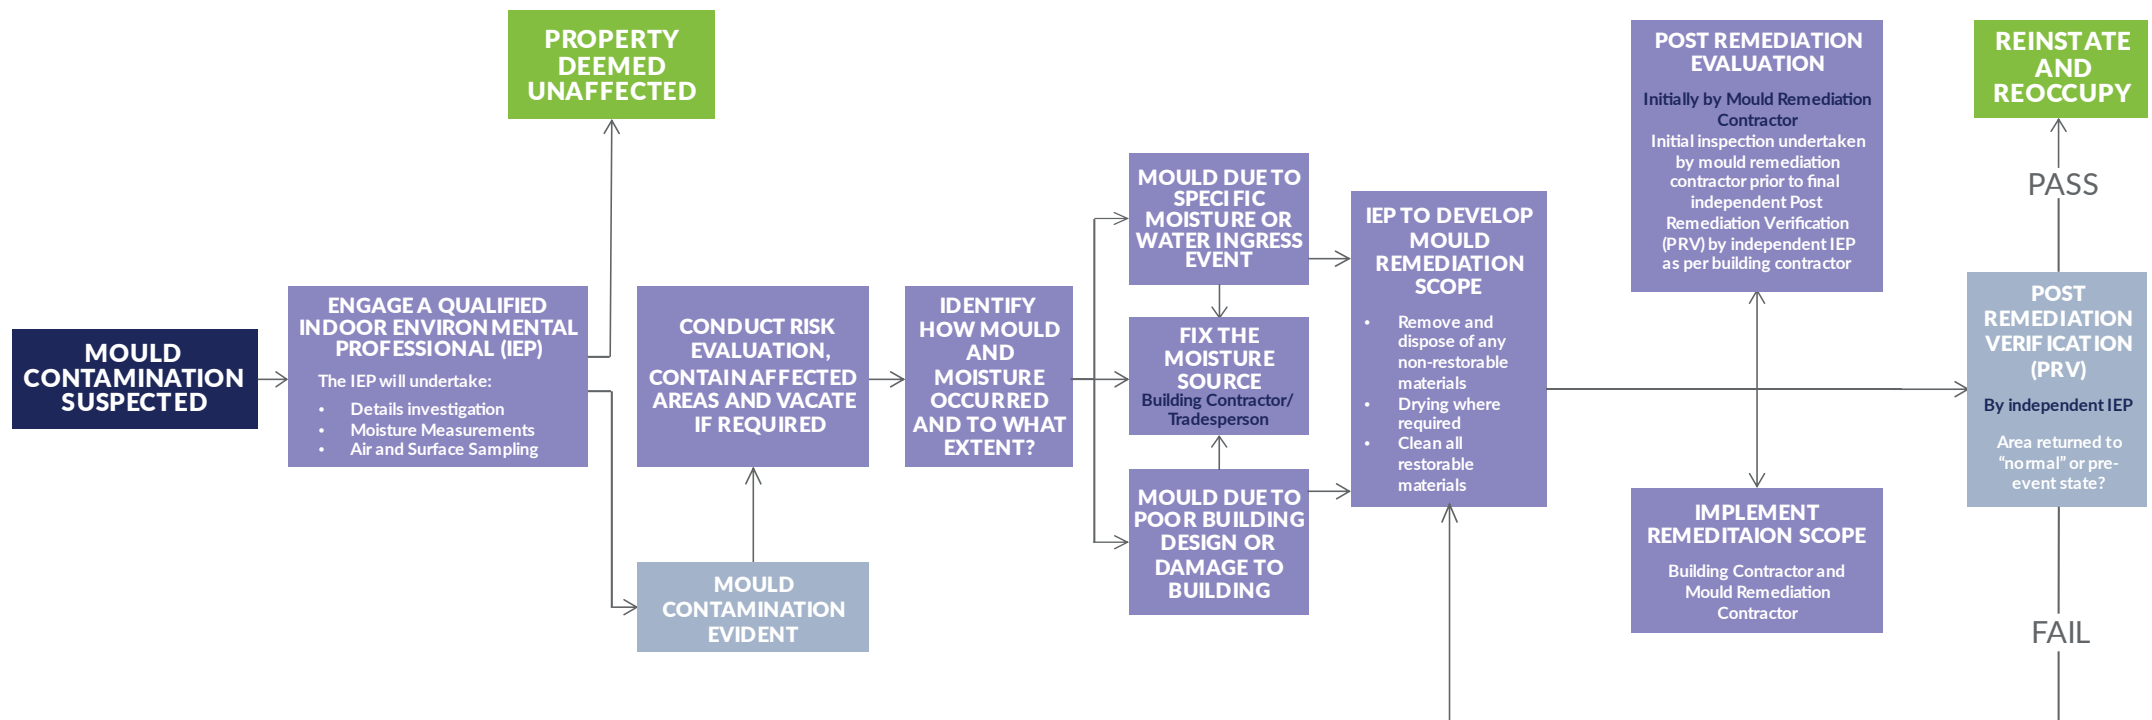 MOULD
CONTAMINATION
SUSPECTED
ENGAGE A QUALIFIED
INDOOR ENVIRONMENTAL
PROFESSIONAL (IEP)
The IEP will undertake:
• Details investigation
• Moisture Measurements
• Air and Surface Sampling
PROPERTY
DEEMED
UNAFFECTED
MOULD
CONTAMINATION
EVIDENT
CONDUCT RISK
EVALUATION,
CONTAIN AFFECTED
AREAS AND VACATE
IF REQUIRED
IDENTIFY
HOW MOULD
AND
MOISTURE
OCCURRED
AND TO WHAT
EXTENT?
MOULD DUE TO
SPECIFIC
MOISTURE OR
WATER INGRESS
EVENT
FIX THE
MOISTURE
SOURCE
Building Contractor/
Tradesperson
MOULD DUE TO
POOR BUILDING
DESIGN OR
DAMAGE TO
BUILDING
IEP TO DEVELOP
MOULD
REMEDIATION
SCOPE
• Remove and
dispose of any
non-restorable
materials
• Drying where
required
• Clean all
restorable
materials
POST REMEDIATION
EVALUATION
Initially by Mould Remediation
Contractor
Initial inspection undertaken
by mould remediation
contractor prior to final
independent Post
Remediation Verification
(PRV) by independent IEP
as per building contractor
IMPLEMENT
REMEDITAION SCOPE
Building Contractor and
Mould Remediation
Contractor
REINSTATE
AND
REOCCUPY
PASS
POST
REMEDIATION
VERIFICATION
(PRV)
By independent IEP
Area returned to
“normal” or pre-
event state?
FAIL